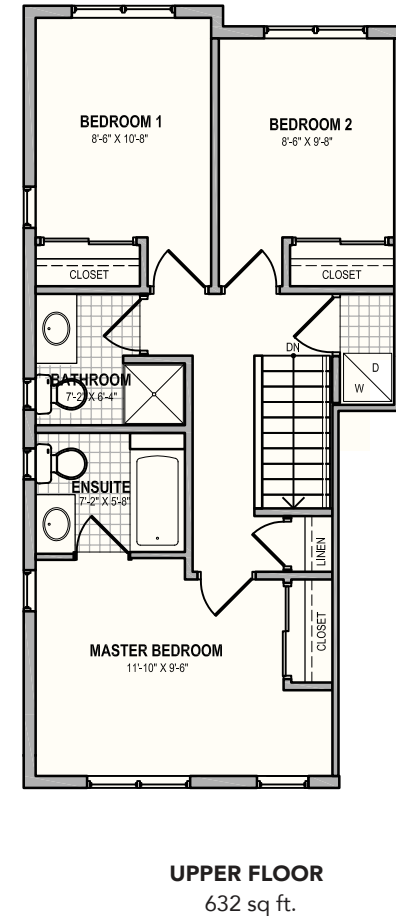 BEDROOM 1
8'-6" X 10'-8"
BEDROOM 2
8'-6" X 9'-8"
CLOSET
CLOSET
DN
BATHROOM
7'-2" X 6'-4"
D
W
ENSUITE
7'-2" X 5'-8"
LINEN
CLOSET
MASTER BEDROOM
11'-10" X 9'-6"
UPPER FLOOR
632 sq ft.